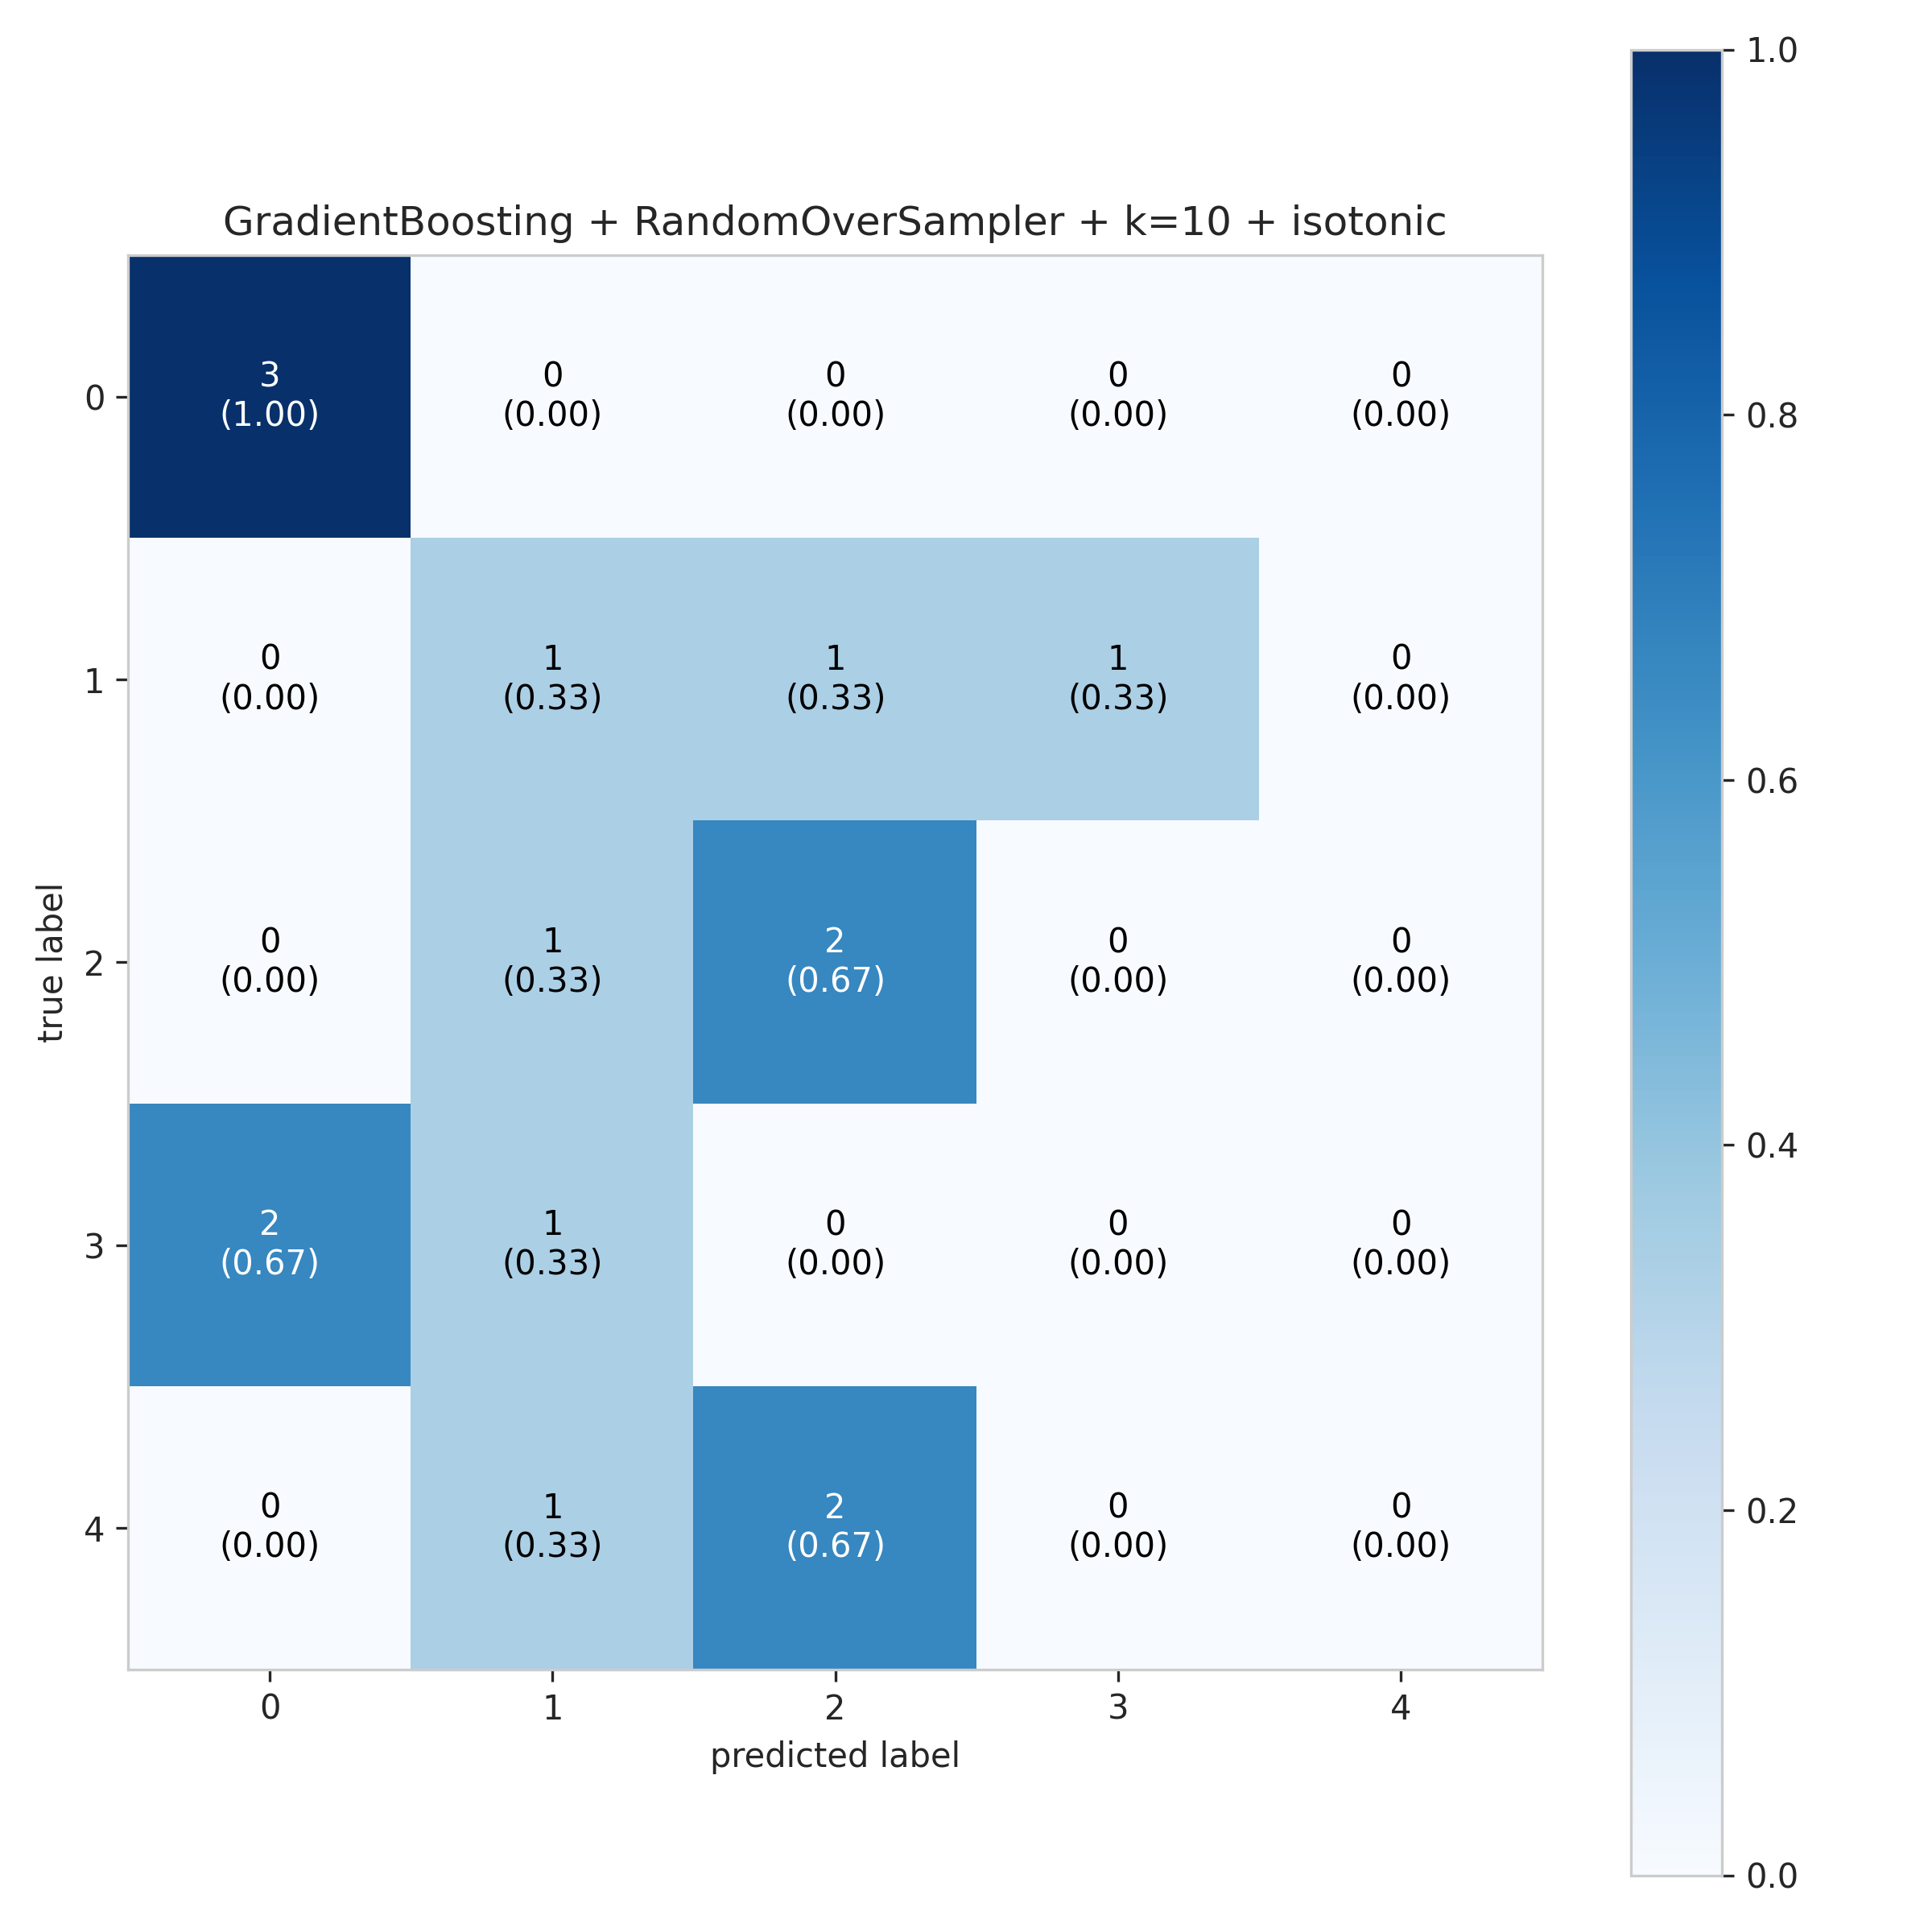 GradientBoosting + RandomOverSampler + k=10 + isotonic
1.0
0.8
0.6
0.4
0.2
0.0
true label
0
3 0 0 0 0
(1.00) (0.00) (0.00) (0.00) (0.00)
1
0 1 1 1 0
(0.00) (0.33) (0.33) (0.33) (0.00)
2
0 1 2 0 0
(0.00) (0.33) (0.67) (0.00) (0.00)
3
2 1 0 0 0
(0.67) (0.33) (0.00) (0.00) (0.00)
4
0 1 2 0 0
(0.00) (0.33) (0.67) (0.00) (0.00)
0 1 2 3 4
predicted label